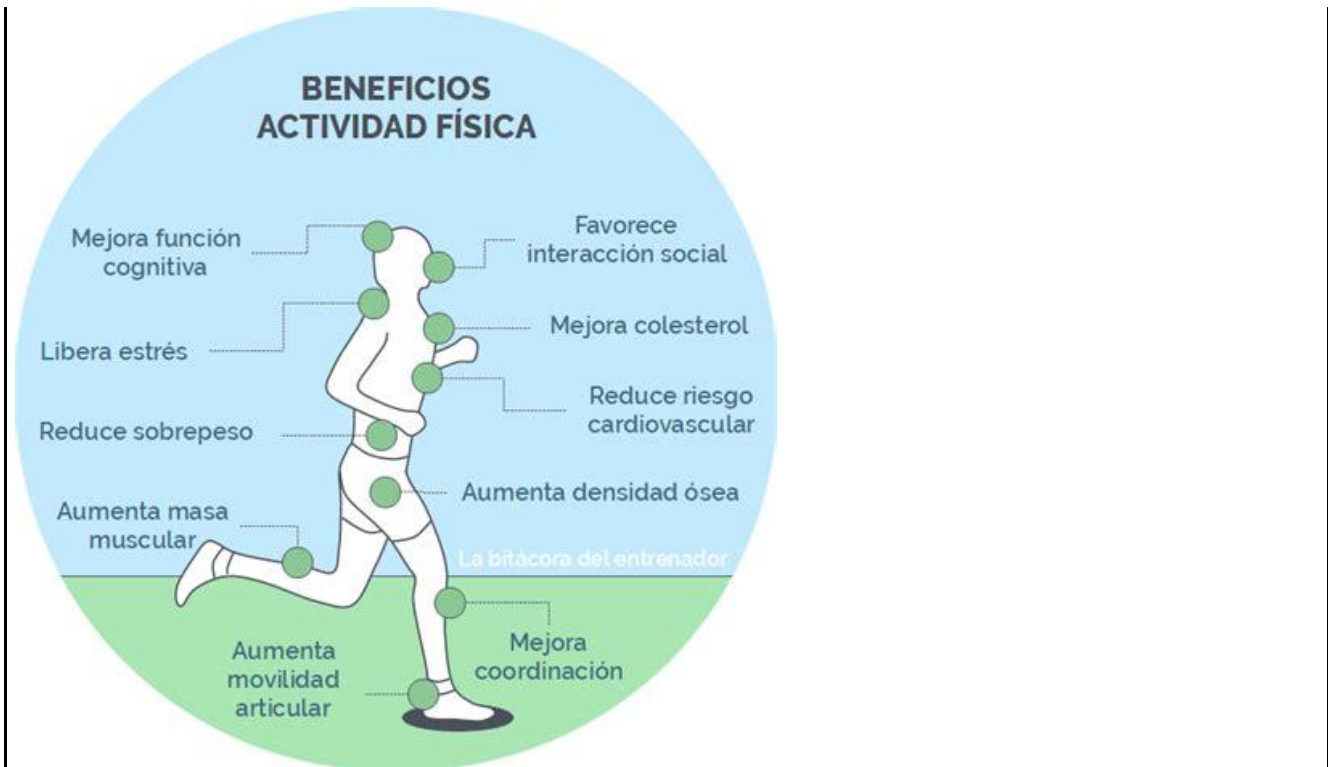 BENEFICIOS
ACTIVIDAD FÍSICA
Mejora función
cognitiva
Favorece
interacción social
Libera estrés
Mejora colesterol
Reduce riesgo
cardiovascular
Reduce sobrepeso
Aumenta densidad ósea
Aumenta masa
muscular
La bitácora del entrenador
Aumenta
movilidad
articular
Mejora
coordinación